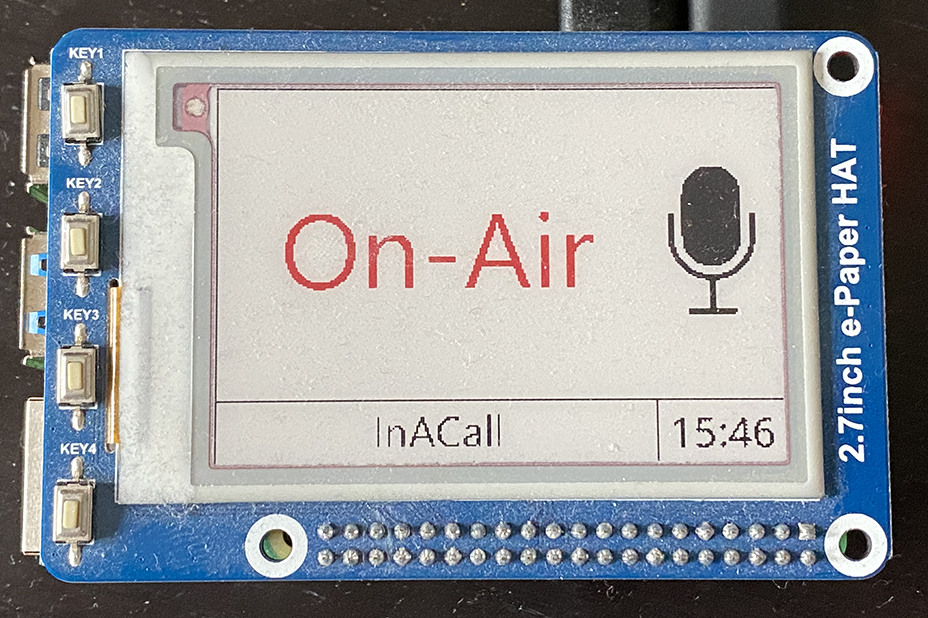 KEY1
KEY2
KEY3
KEY4
On-Air
InACall
15:46
2.7inch e-Paper HAT